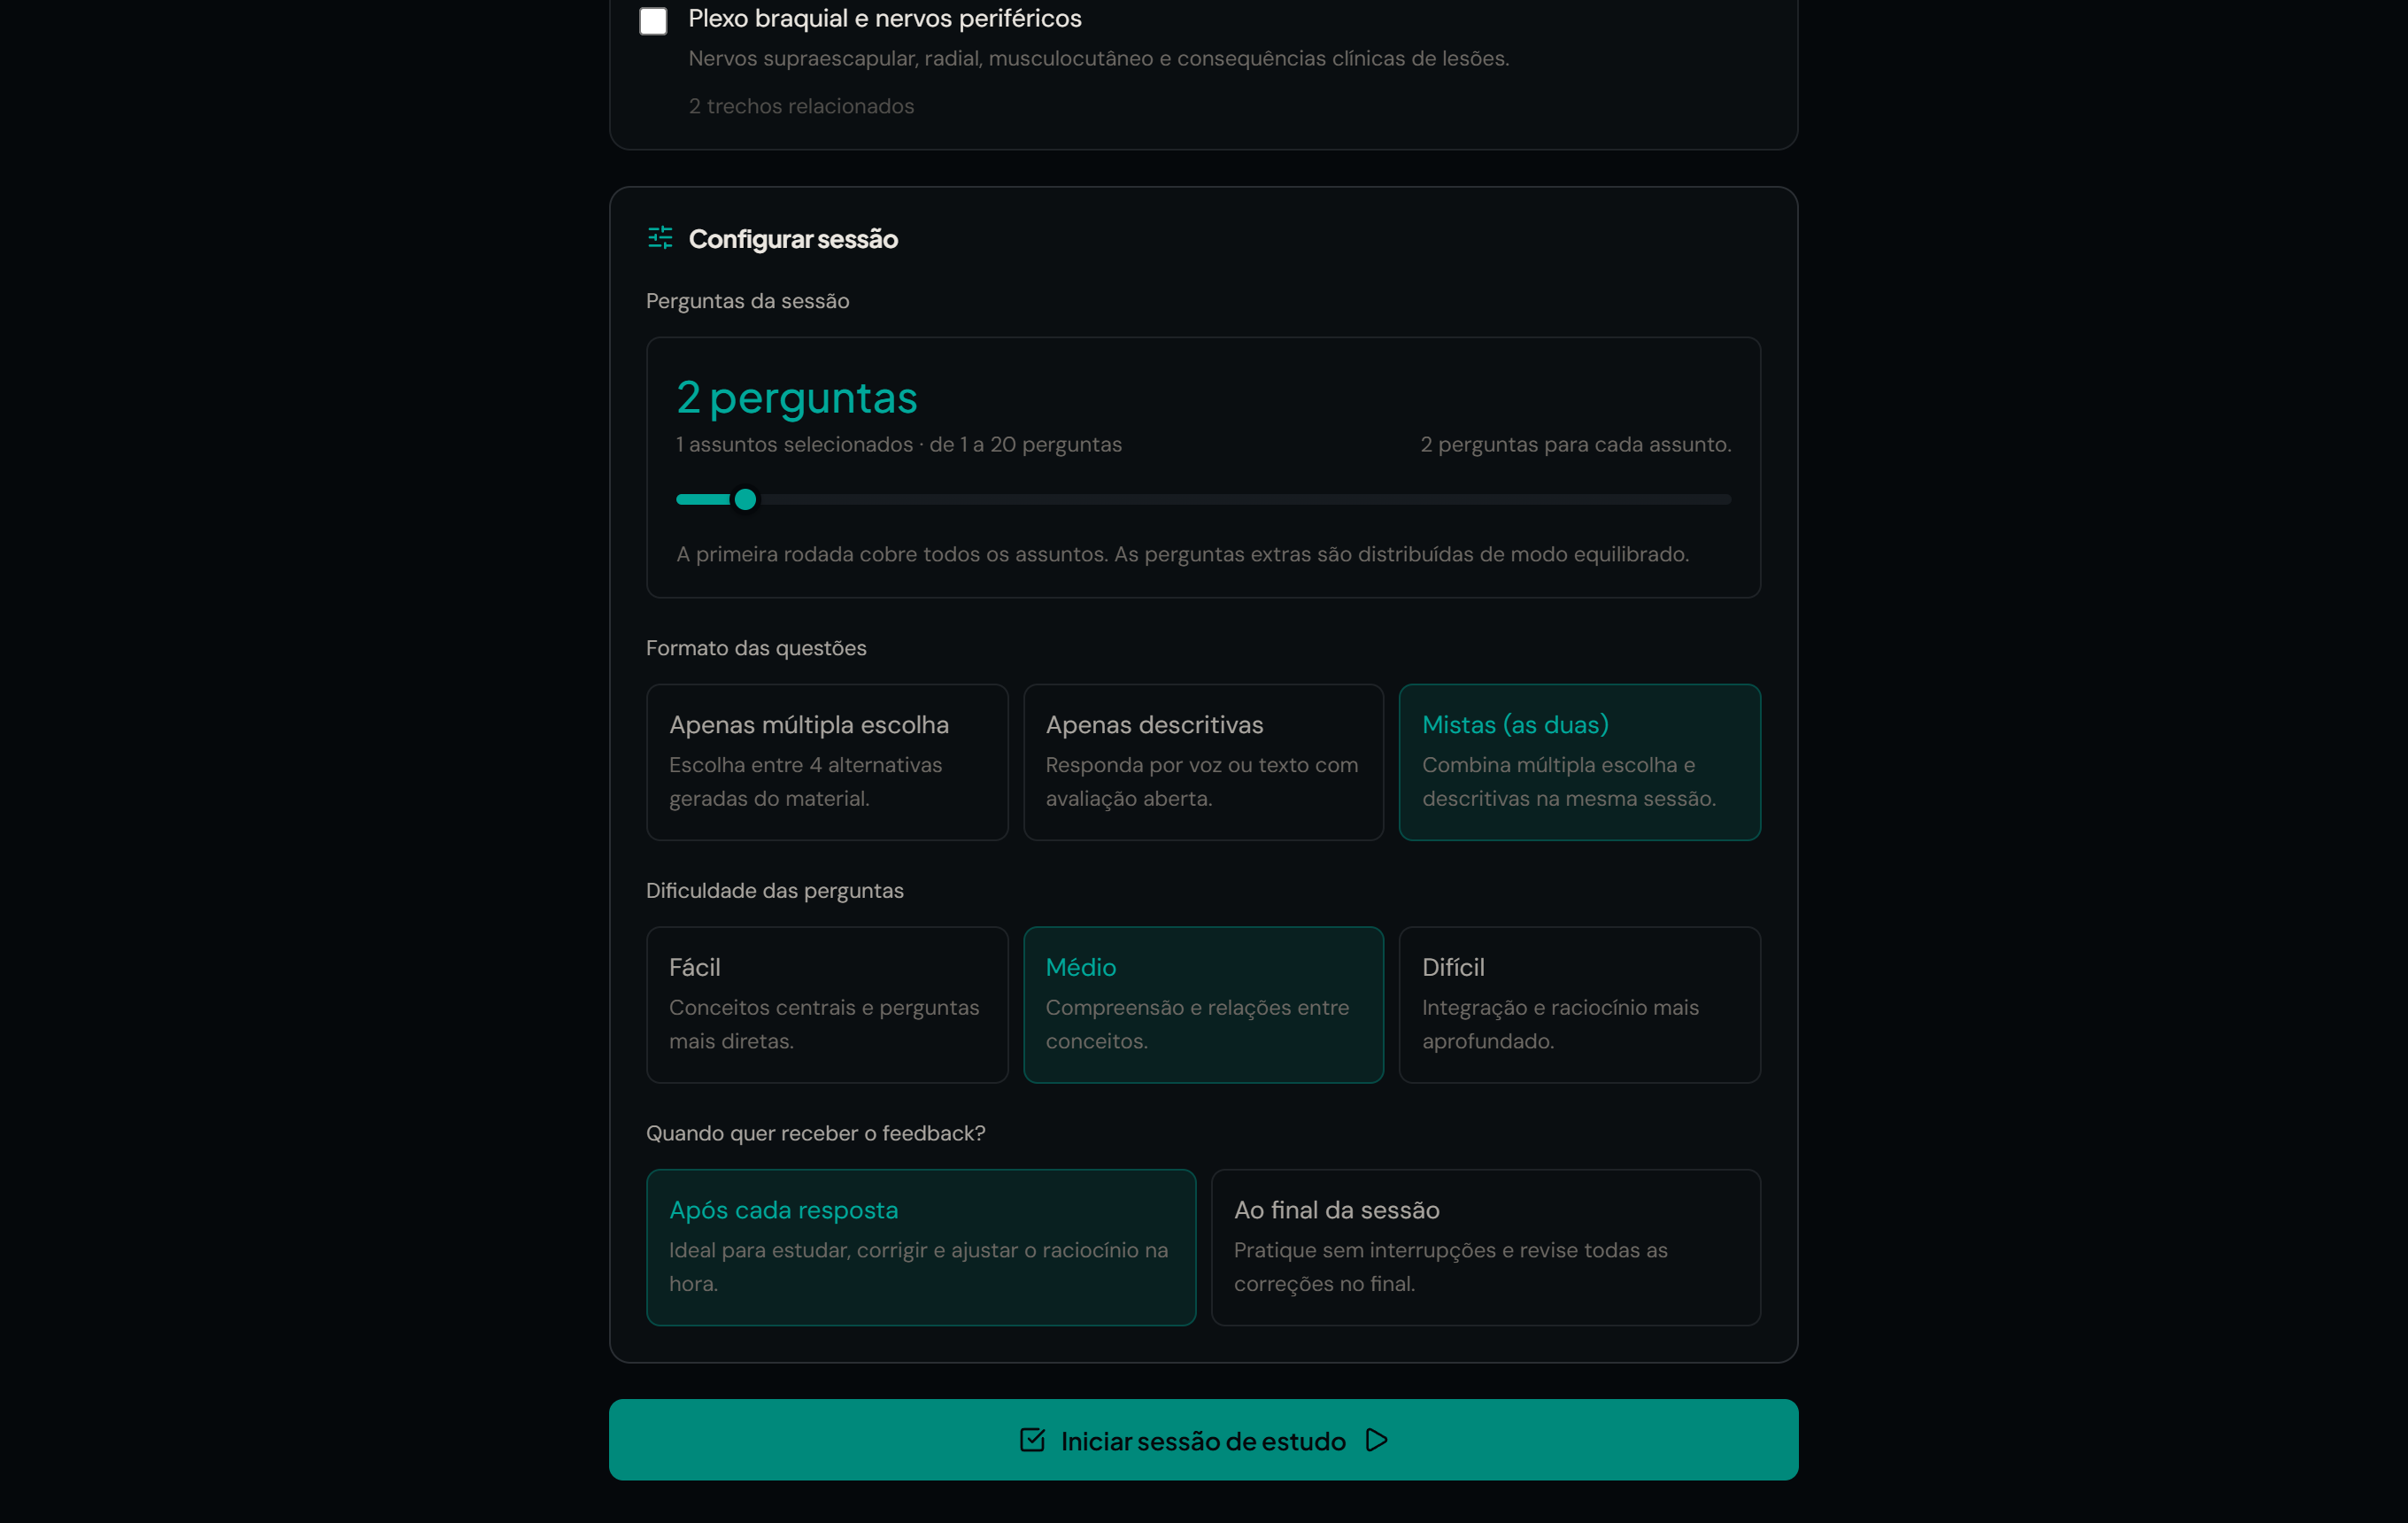 Plexo braquial e nervos periféricos
Nervos supraescapular, radial, musculocutâneo e consequências clínicas de lesões.
2 trechos relacionados
Configurar sessão
Perguntas da sessão
2 perguntas
1 assuntos selecionados · de 1 a 20 perguntas
2 perguntas para cada assunto.
A primeira rodada cobre todos os assuntos. As perguntas extras são distribuídas de modo equilibrado.
Formato das questões
Apenas múltipla escolha
Escolha entre 4 alternativas
geradas do material.
Apenas descritivas
Responda por voz ou texto com
avaliação aberta.
Mistas (as duas)
Combina múltipla escolha e
descritivas na mesma sessão.
Dificuldade das perguntas
Fácil
Conceitos centrais e perguntas
mais diretas.
Médio
Compreensão e relações entre
conceitos.
Difícil
Integração e raciocínio mais
aprofundado.
Quando quer receber o feedback?
Após cada resposta
Ideal para estudar, corrigir e ajustar o raciocínio na
hora.
Ao final da sessão
Pratique sem interrupções e revise todas as
correções no final.
Iniciar sessão de estudo